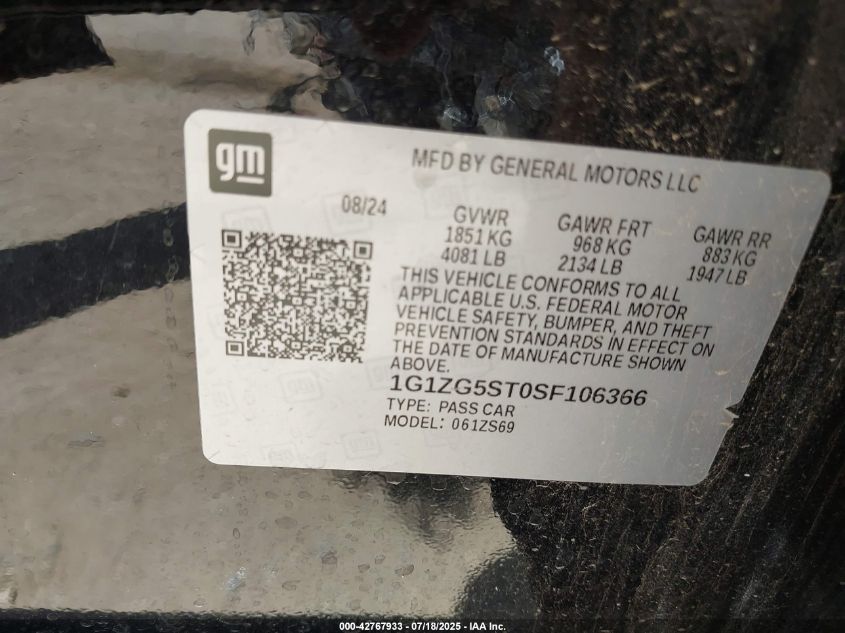 gm
MFD BY GENERAL MOTORS LLC
08/24
GVWR
1851 KG
4081 LB
GAWR FRT
968 KG
2134 LB
GAWR RR
883 KG
1947 LB
THIS VEHICLE CONFORMS TO ALL
APPLICABLE U.S. FEDERAL MOTOR
VEHICLE SAFETY, BUMPER, AND THEFT
PREVENTION STANDARDS IN EFFECT ON
THE DATE OF MANUFACTURE SHOWN
ABOVE.
1G1ZG5ST0SF106366
TYPE: PASS CAR
MODEL: 061ZS69
000-42767933 - 07/18/2025 - IAA Inc.